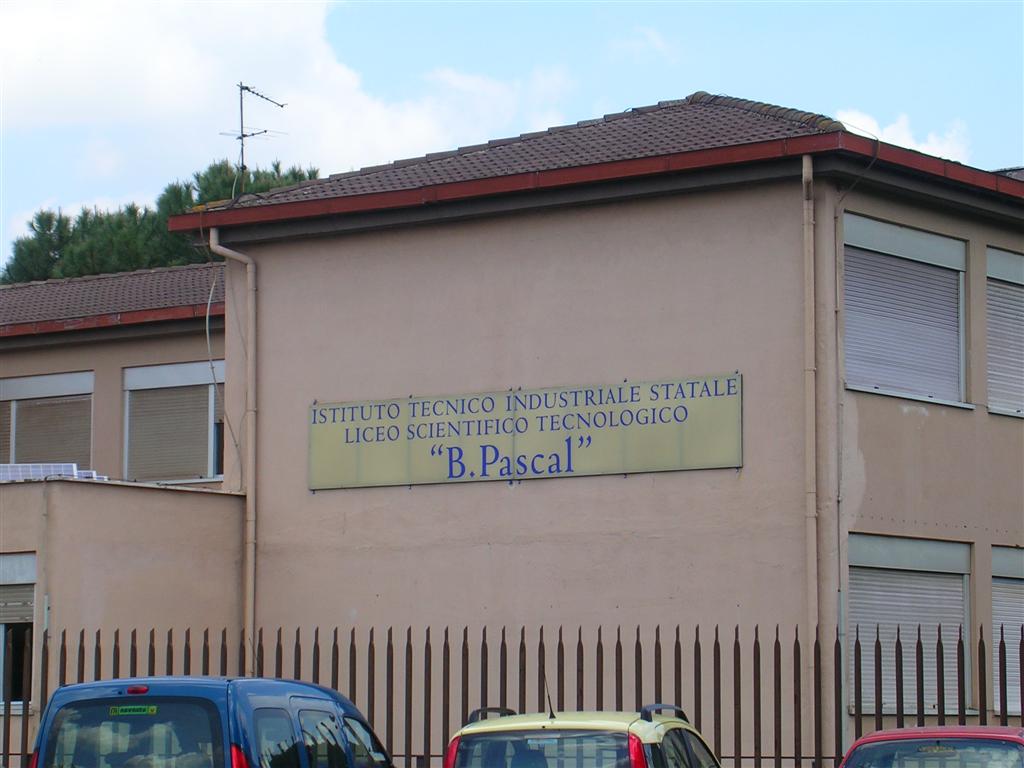 ISTITUTO TECNICO INDUSTRIALE STATALE
LICEO SCIENTIFICO TECNOLOGICO
"B.Pascal"